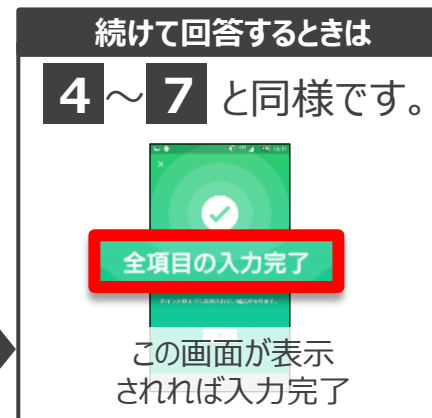 続けて回答するときは
4～7と同様です。
全項目の入力完了
この画面が表示
されれば入力完了